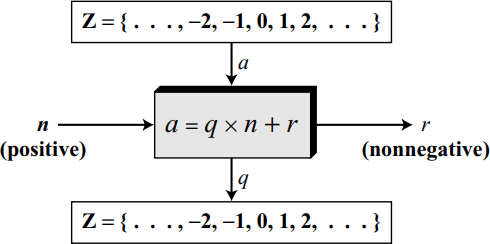 Z = { . . . , −2, −1, 0, 1, 2, . . . }
a
n
(positive)
a = q × n + r
r
(nonnegative)
q
Z = { . . . , −2, −1, 0, 1, 2, . . . }